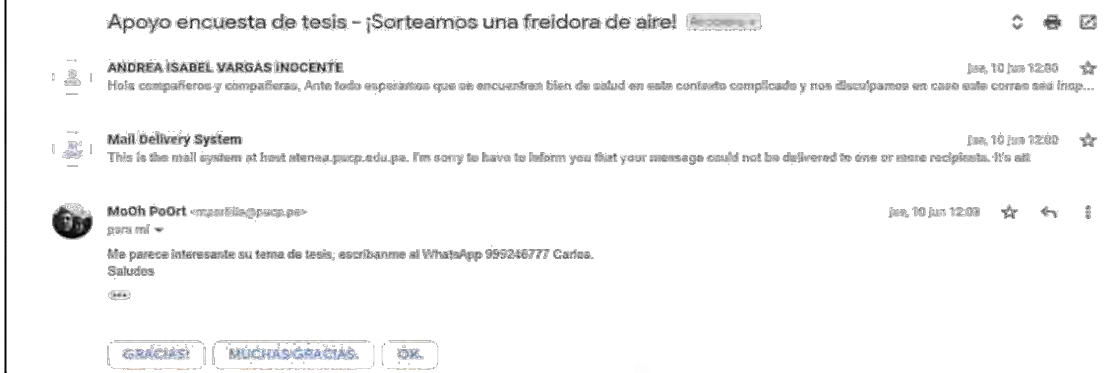 Apoyo encuesta de tesis – ¡Sorteamos una freidora de aire!
ANDREA ISABEL VARGAS INOCENTE
jue, 10 jun 12:00
Hola compañeros y compañeras, Ante todo esperamos que se encuentren bien de salud en este contexto complicado y nos disculpamos en caso este correo sea inop...
Mail Delivery System
jue, 10 jun 12:00
This is the mail system at host atenea.pucp.edu.pe. I'm sorry to have to inform you that your message could not be delivered to one or more recipients. It's att
MoOh PoOrt
jue, 10 jun 12:03
para mí
Me parece interesante su tema de tesis, escríbanme al WhatsApp 999246777 Carlos.
Saludos
GRACIAS!
MUCHAS GRACIAS.
OK.